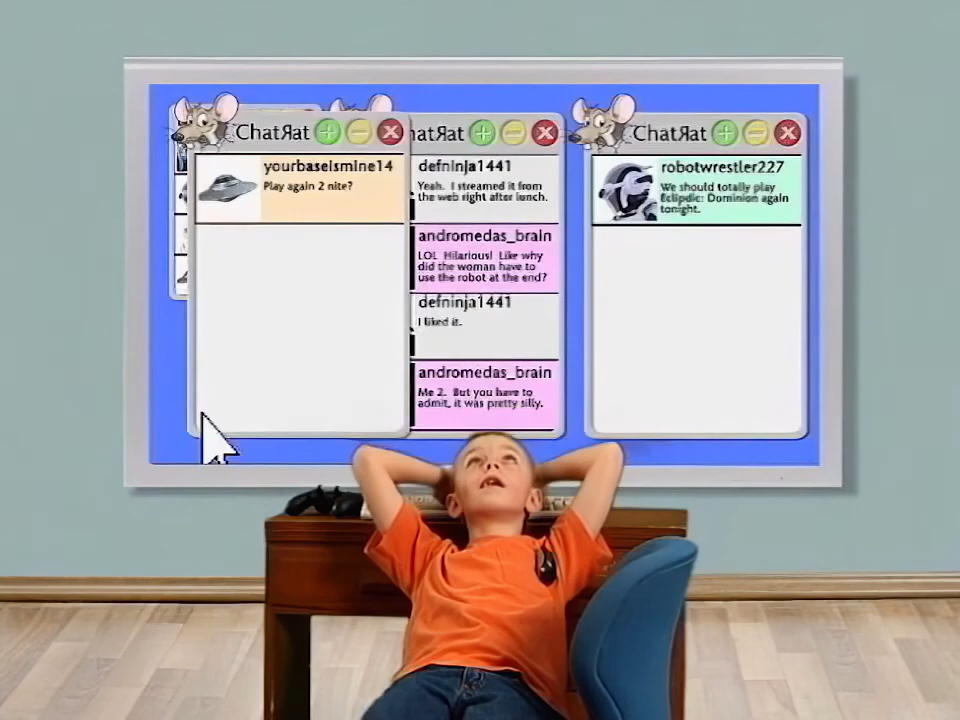 ChatЯat
yourbaseismine14
Play again 2 nite?
hatЯat
defninja1441
Yeah. I streamed it from
the web right after lunch.
andromedas_brain
LOL Hilarious! Like why
did the woman have to
use the robot at the end?
defninja1441
I liked it.
andromedas_brain
Me 2. But you have to
admit, it was pretty silly.
ChatЯat
robotwrestler227
We should totally play
Eclipdic: Dominion again
tonight.